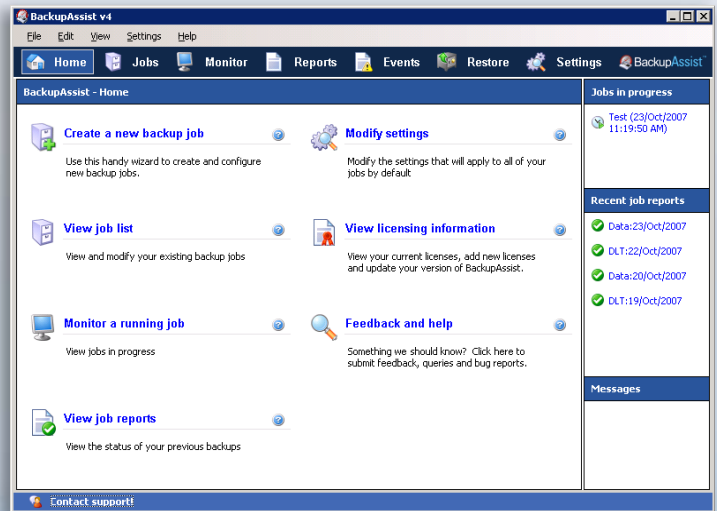 BackupAssist v4
File Edit View Settings Help
Home Jobs Monitor Reports Events Restore Settings BackupAssist
BackupAssist - Home
Create a new backup job
Use this handy wizard to create and configure
new backup jobs.
Modify settings
Modify the settings that will apply to all of your
jobs by default
View job list
View and modify your existing backup jobs
View licensing information
View your current licenses, add new licenses
and update your version of BackupAssist.
Monitor a running job
View jobs in progress
Feedback and help
Something we should know? Click here to
submit feedback, queries and bug reports.
View job reports
View the status of your previous backups
Jobs in progress
Test (23/Oct/2007
11:19:50 AM)
Recent job reports
Data:23/Oct/2007
DLT:22/Oct/2007
Data:20/Oct/2007
DLT:19/Oct/2007
Messages
Contact support!